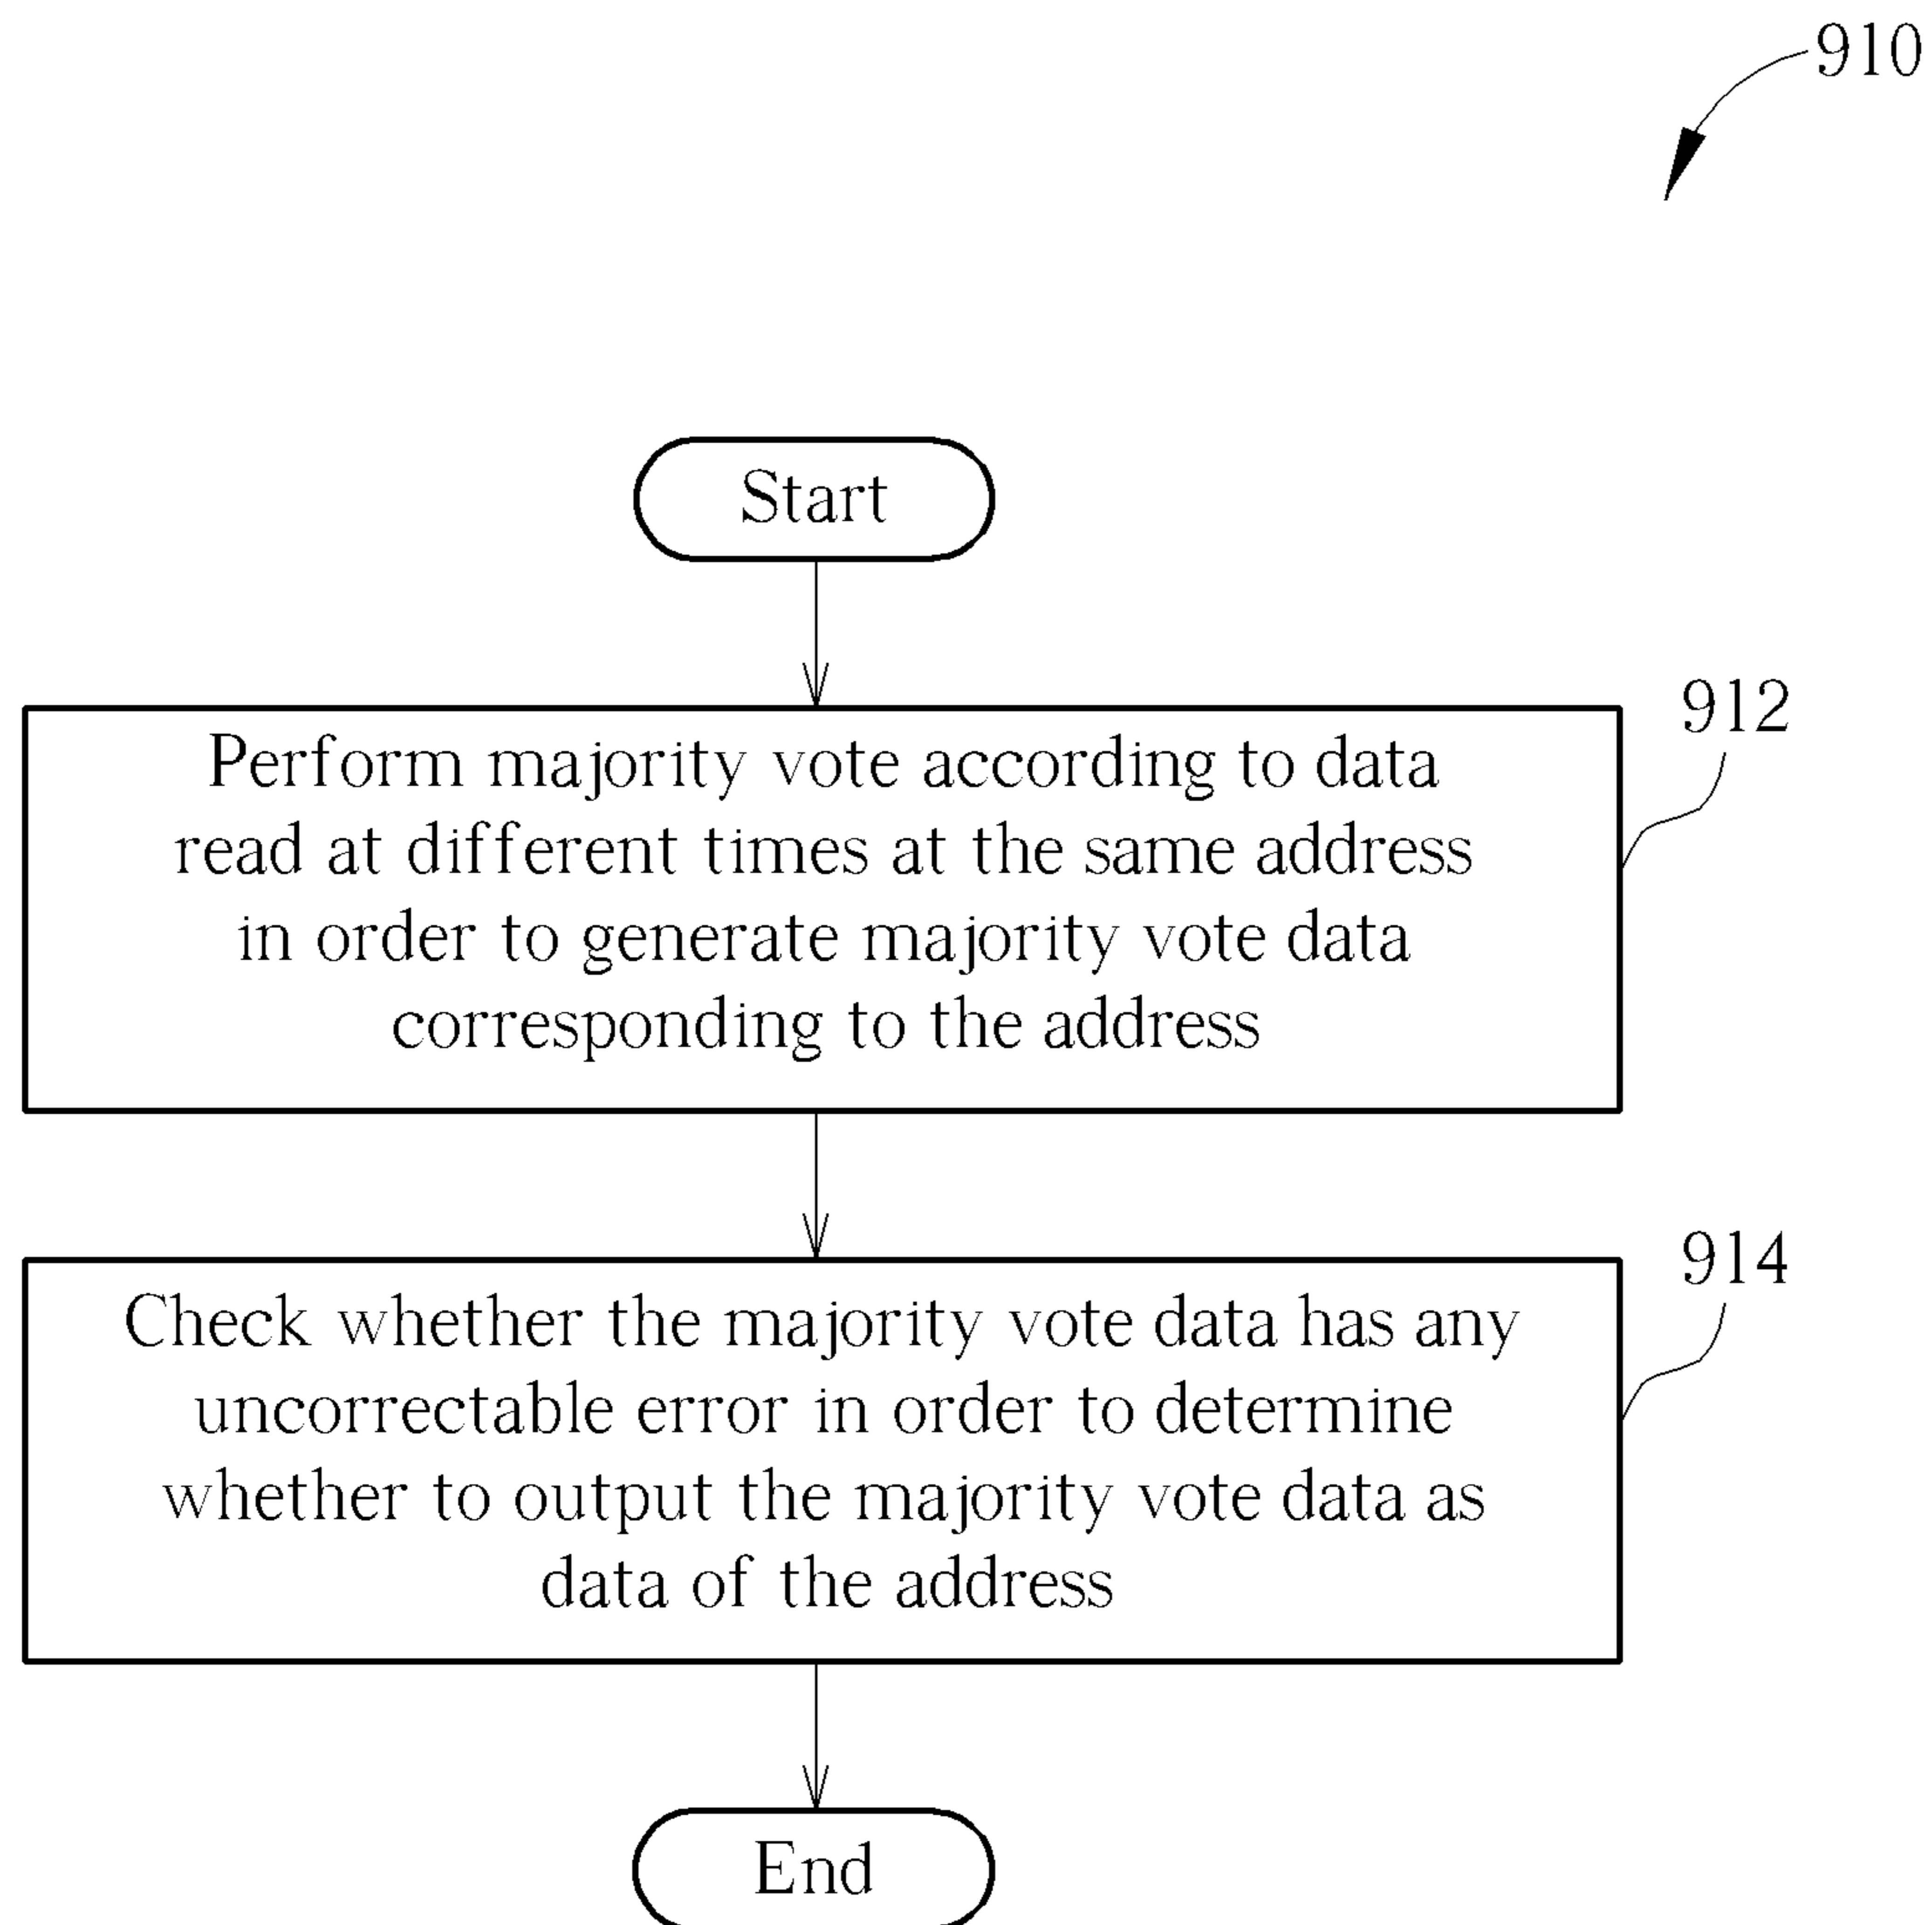 910
Start
912
Perform majority vote according to data
read at different times at the same address
in order to generate majority vote data
corresponding to the address
914
Check whether the majority vote data has any
uncorrectable error in order to determine
whether to output the majority vote data as
data of the address
End